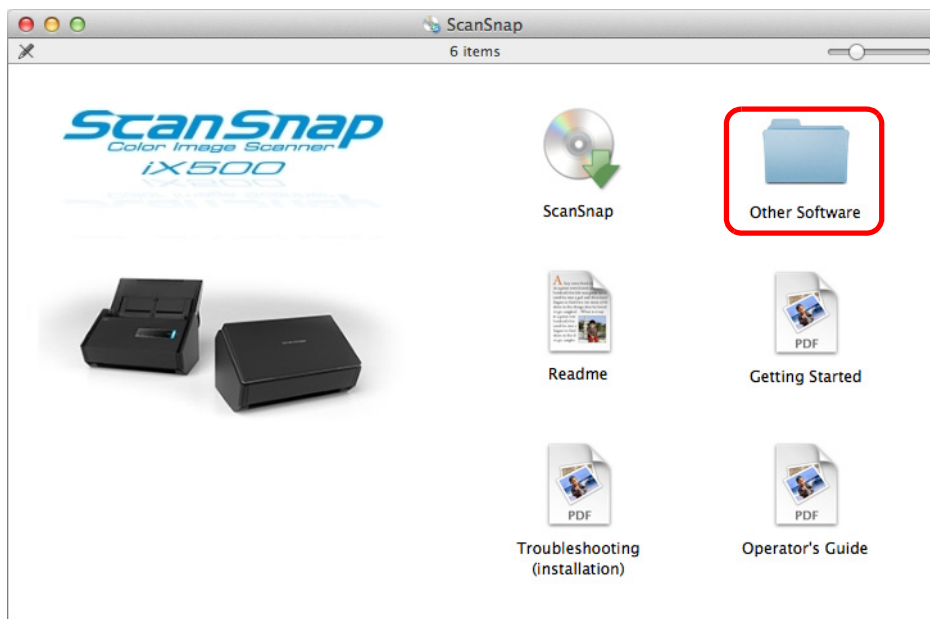 ScanSnap
6 items
ScanSnap
Color Image Scanner
iX500
ScanSnap
Other Software
Readme
PDF
Getting Started
PDF
Troubleshooting
(installation)
PDF
Operator's Guide